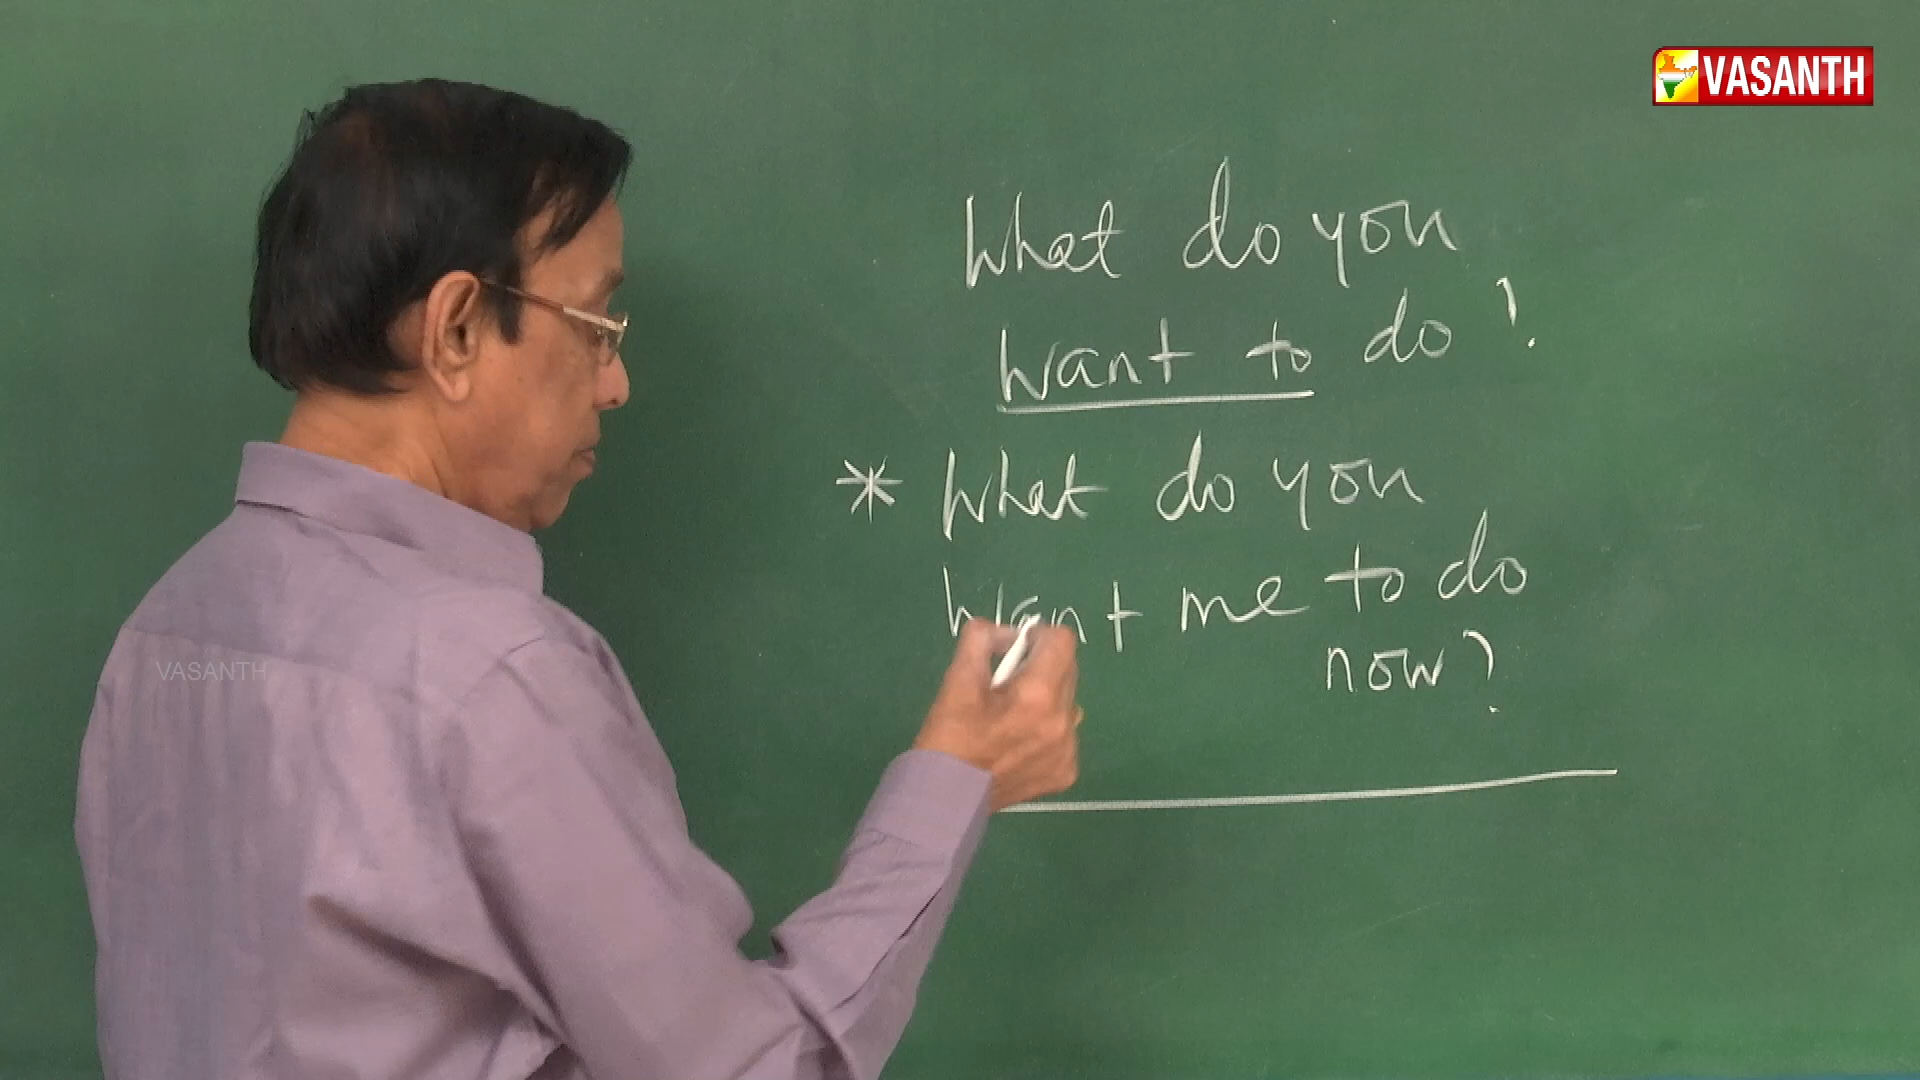 VASANTH
What do you
want to do?
* What do you
want me to do
now?
VASANTH